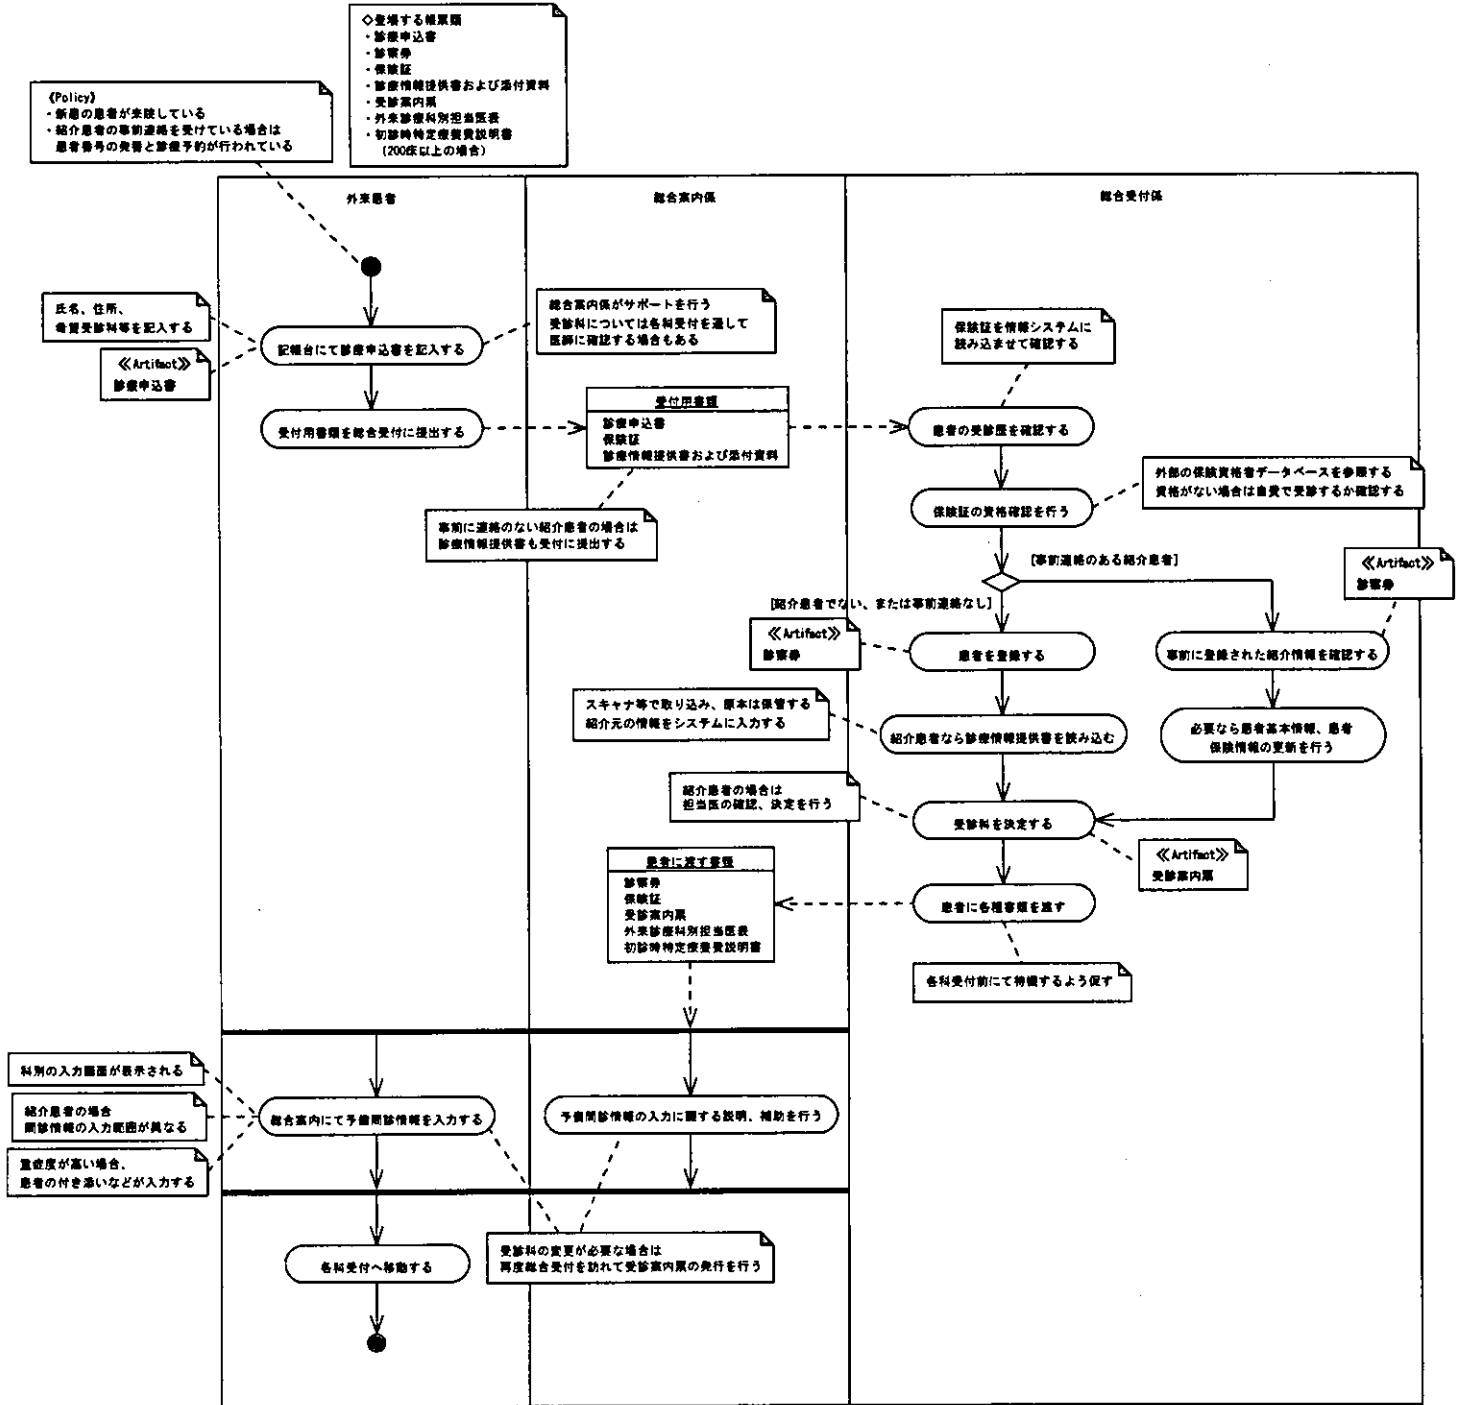 ◇登場する帳票類
・診療申込書
・診察券
・保険証
・診療情報提供書および添付資料
・受診案内票
・外来診療科別担当医表
・初診時特定療養費説明書
(200床以上の場合)
《Policy》
・新患の患者が来院している
・紹介患者の事前連絡を受けている場合は
患者番号の発番と診療予約が行われている
外来患者
総合案内係
総合受付係
氏名、住所、
希望受診科等を記入する
≪Artifact≫
診療申込書
記帳台にて診療申込書を記入する
総合案内係がサポートを行う
受診科については各科受付を通して
医師に確認する場合もある
保険証を情報システムに
読み込ませて確認する
受付用書類を総合受付に提出する
受付用書類
診療申込書
保険証
診療情報提供書および添付資料
患者の受診歴を確認する
事前に連絡のない紹介患者の場合は
診療情報提供書も受付に提出する
保険証の資格確認を行う
外部の保険資格者データベースを参照する
資格がない場合は自費で受診するか確認する
[事前連絡のある紹介患者]
[紹介患者でない、または事前連絡なし]
≪Artifact≫
診察券
≪Artifact≫
診察券
患者を登録する
事前に登録された紹介情報を確認する
スキャナ等で取り込み、原本は保管する
紹介元の情報をシステムに入力する
紹介患者なら診療情報提供書を読み込む
必要なら患者基本情報、患者
保険情報の更新を行う
紹介患者の場合は
担当医の確認、決定を行う
受診科を決定する
≪Artifact≫
受診案内票
患者に渡す書類
診察券
保険証
受診案内票
外来診療科別担当医表
初診時特定療養費説明書
患者に各種書類を渡す
各科受付前にて待機するよう促す
科別の入力画面が表示される
紹介患者の場合
問診情報の入力範囲が異なる
重症度が高い場合、
患者の付き添いなどが入力する
総合案内にて予備問診情報を入力する
予備問診情報の入力に関する説明、補助を行う
受診科の変更が必要な場合は
再度総合受付を訪れて受診案内票の発行を行う
各科受付へ移動する